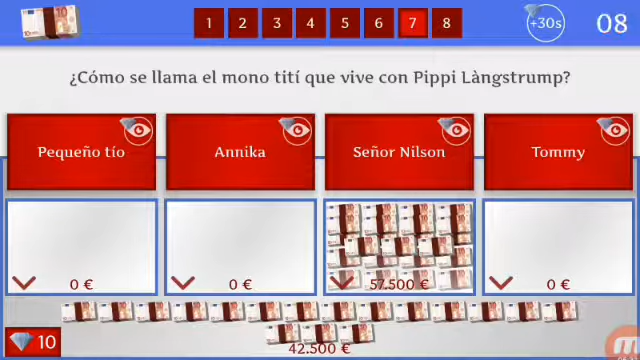 1 2 3 4 5 6 7 8 +30s 08
¿Cómo se llama el mono tití que vive con Pippi Làngstrump?
Pequeño tío Annika Señor Nilson Tommy
0 € 0 € 57.500 € 0 €
10 42.500 €